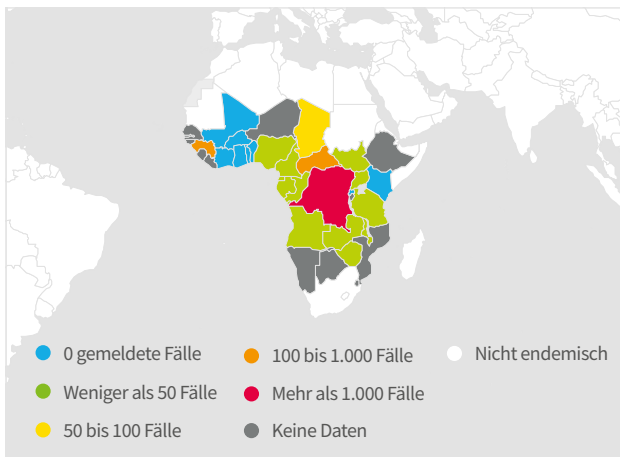 0 gemeldete Fälle
Weniger als 50 Fälle
50 bis 100 Fälle
100 bis 1.000 Fälle
Mehr als 1.000 Fälle
Keine Daten
Nicht endemisch